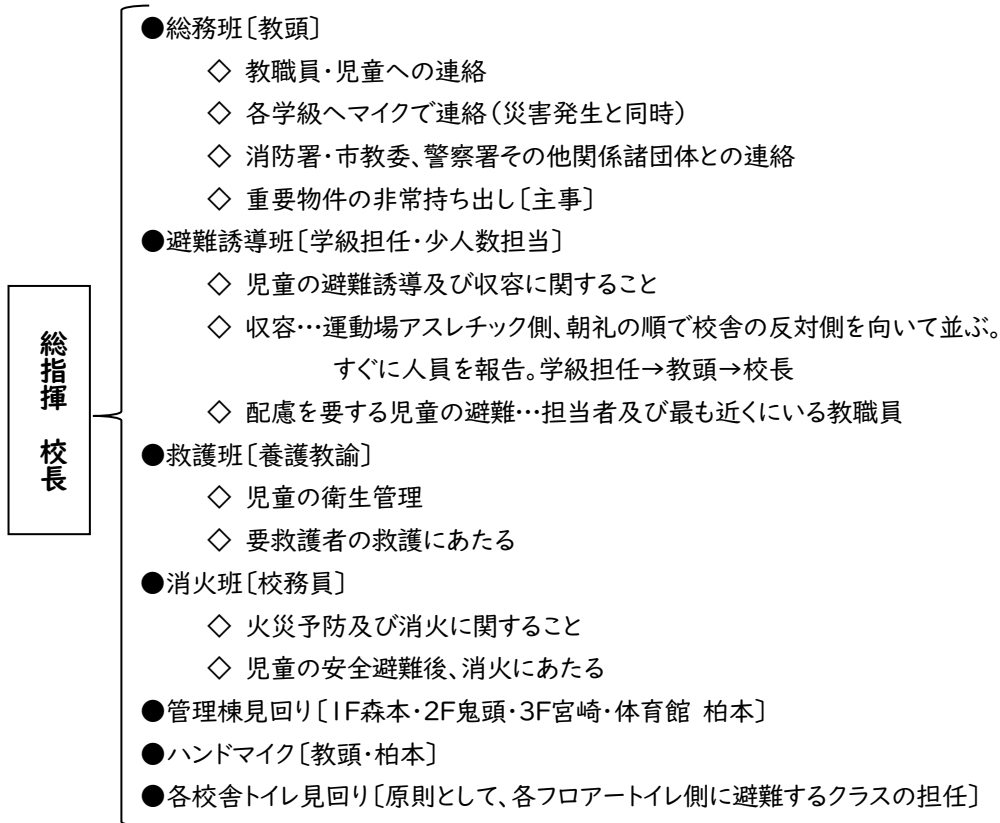 総指揮 校長
●総務班〔教頭〕
◇ 教職員・児童への連絡
◇ 各学級へマイクで連絡(災害発生と同時)
◇ 消防署・市教委、警察署その他関係諸団体との連絡
◇ 重要物件の非常持ち出し〔主事〕
●避難誘導班〔学級担任・少人数担当〕
◇ 児童の避難誘導及び収容に関すること
◇ 収容…運動場アスレチック側、朝礼の順で校舎の反対側を向いて並ぶ。
すぐに人員を報告。学級担任→教頭→校長
◇ 配慮を要する児童の避難…担当者及び最も近くにいる教職員
●救護班〔養護教諭〕
◇ 児童の衛生管理
◇ 要救護者の救護にあたる
●消火班〔校務員〕
◇ 火災予防及び消火に関すること
◇ 児童の安全避難後、消火にあたる
●管理棟見回り〔1F森本・2F鬼頭・3F宮崎・体育館 柏本〕
●ハンドマイク〔教頭・柏本〕
●各校舎トイレ見回り〔原則として、各フロアートイレ側に避難するクラスの担任〕